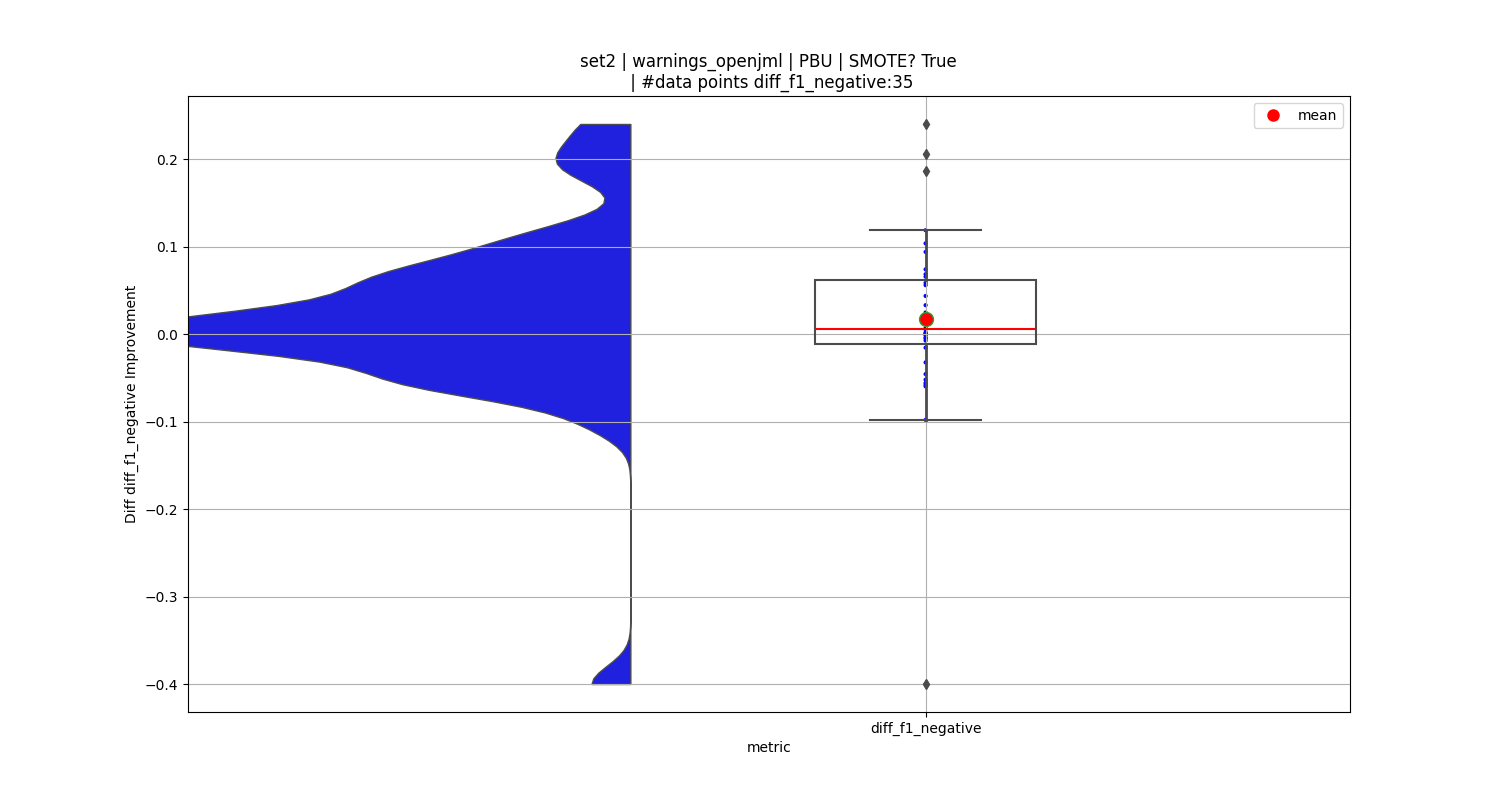 set2 | warnings_openjml | PBU | SMOTE? True
| #data points diff_f1_negative:35
mean
0.2
0.1
0.0
−0.1
−0.2
−0.3
−0.4
Diff diff_f1_negative Improvement
diff_f1_negative
metric